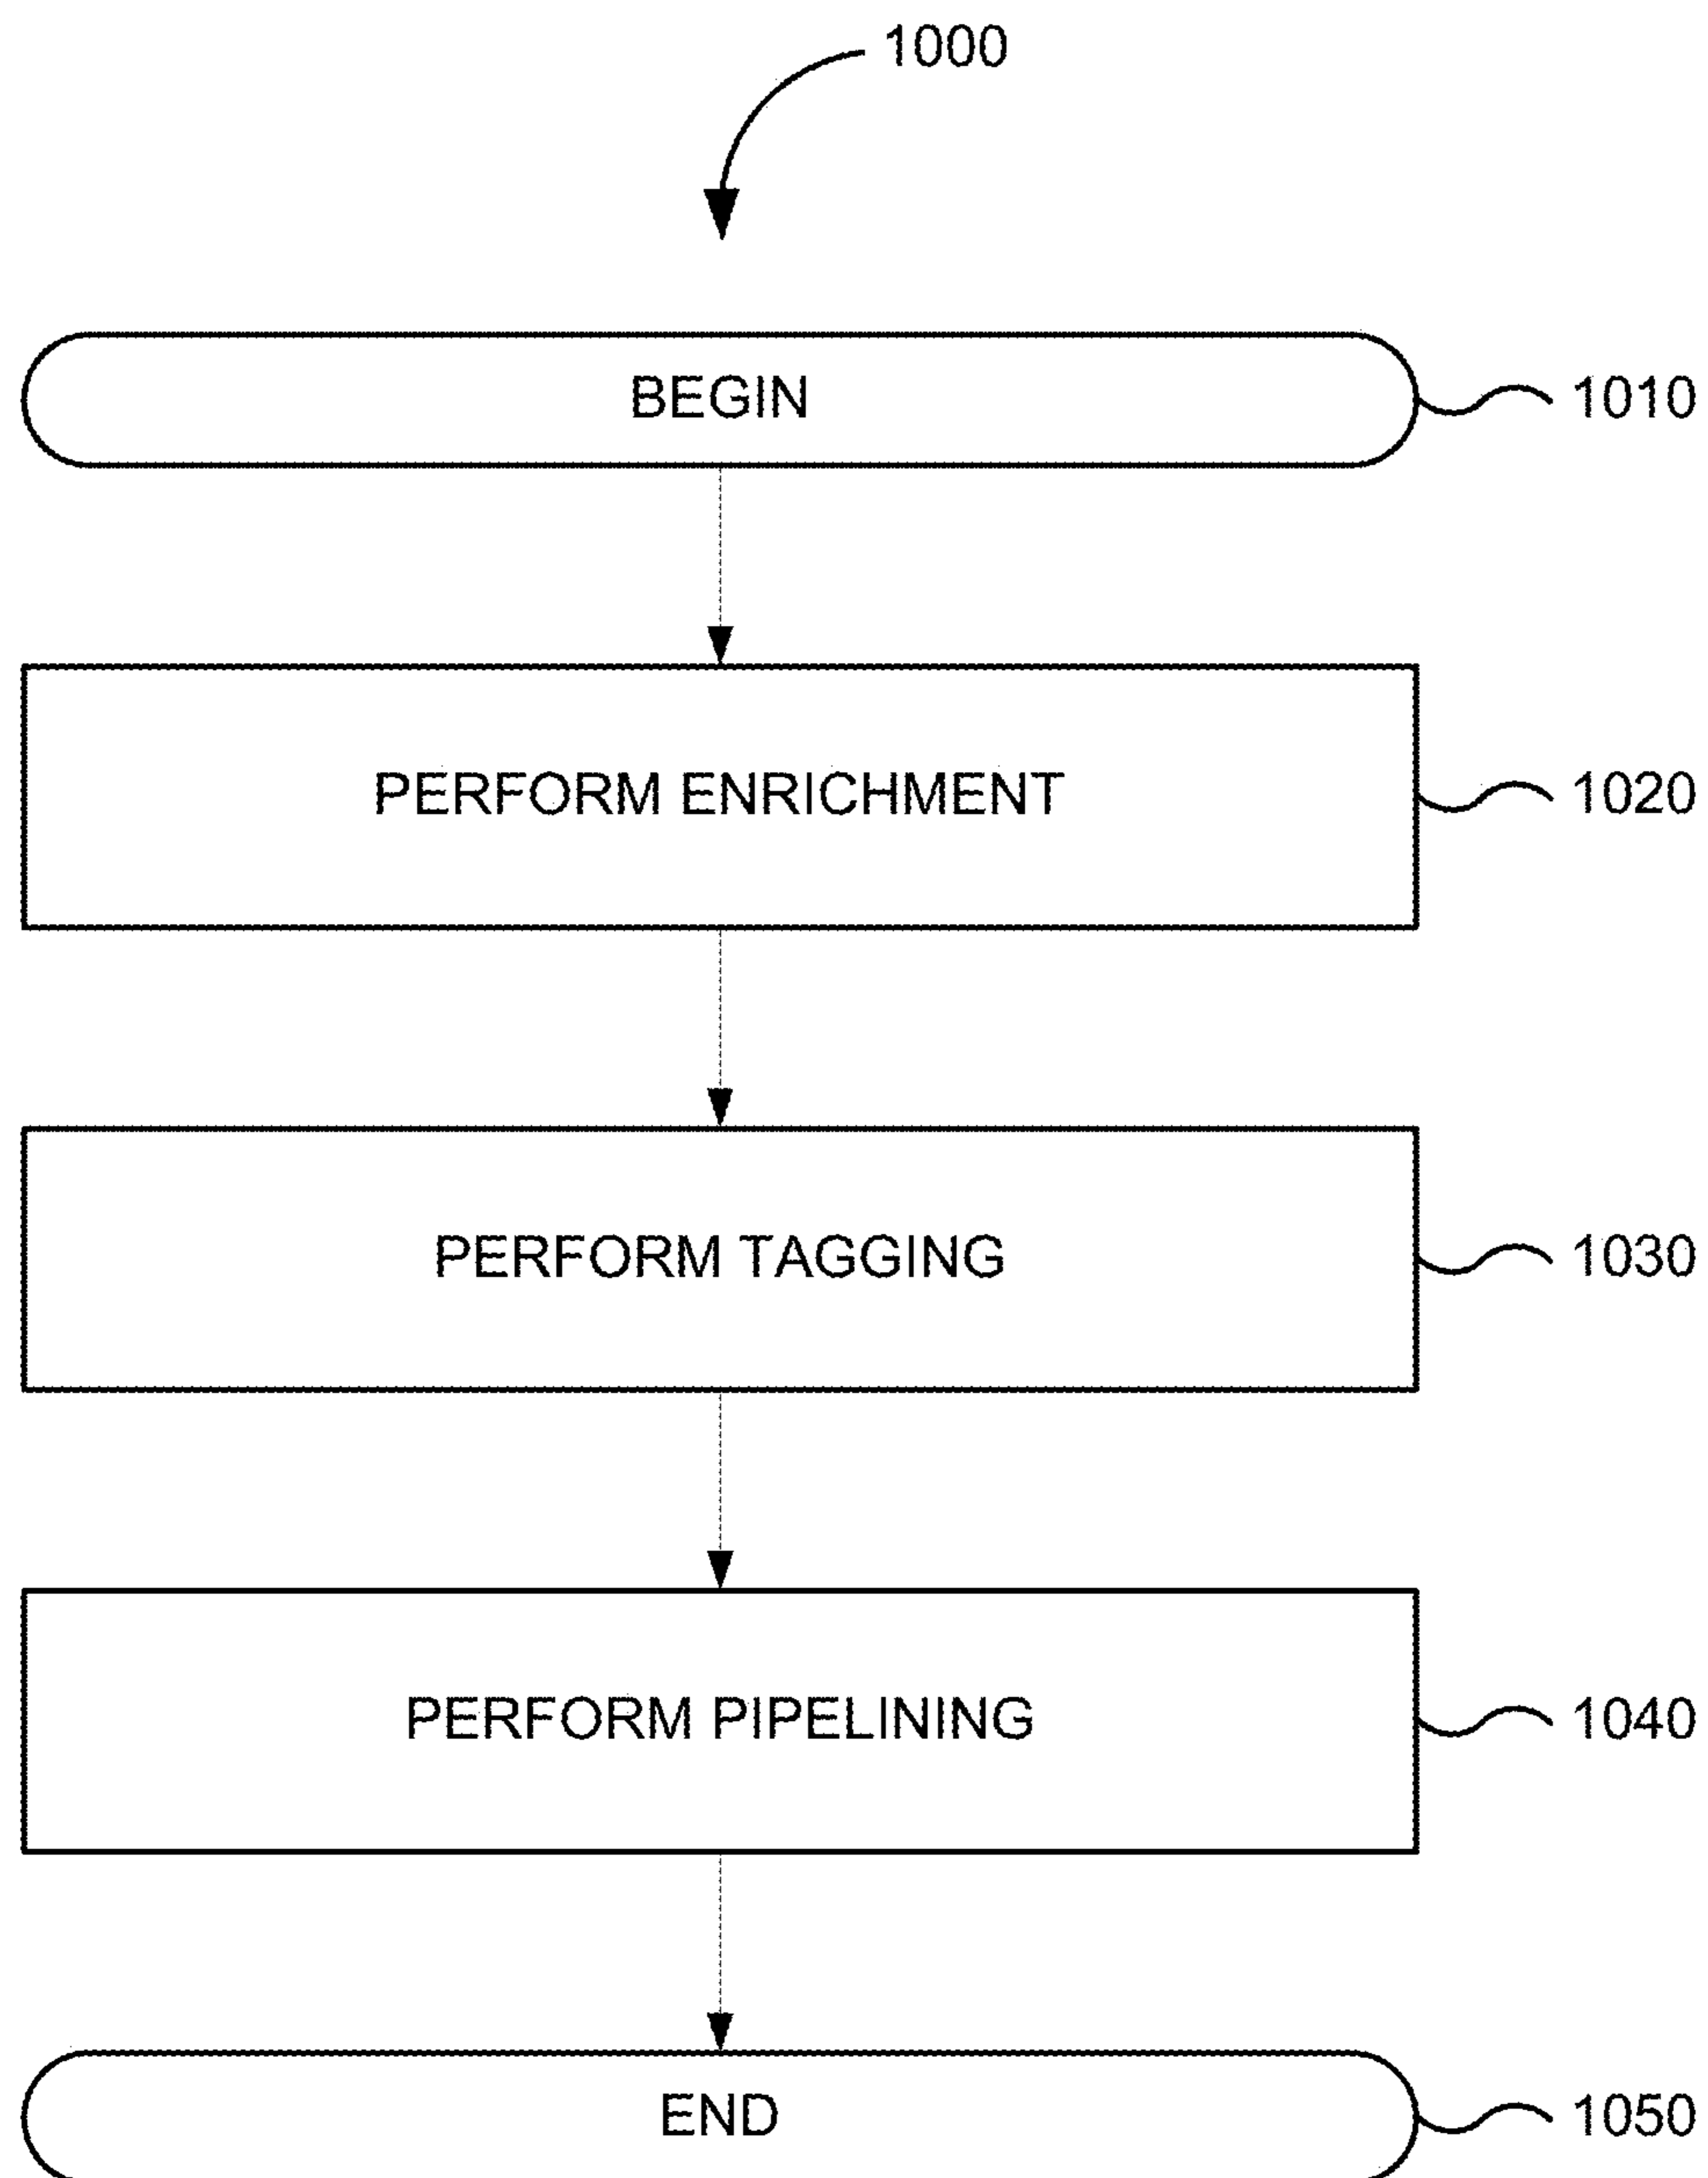 1000
BEGIN
1010
PERFORM ENRICHMENT
1020
PERFORM TAGGING
1030
PERFORM PIPELINING
1040
END
1050